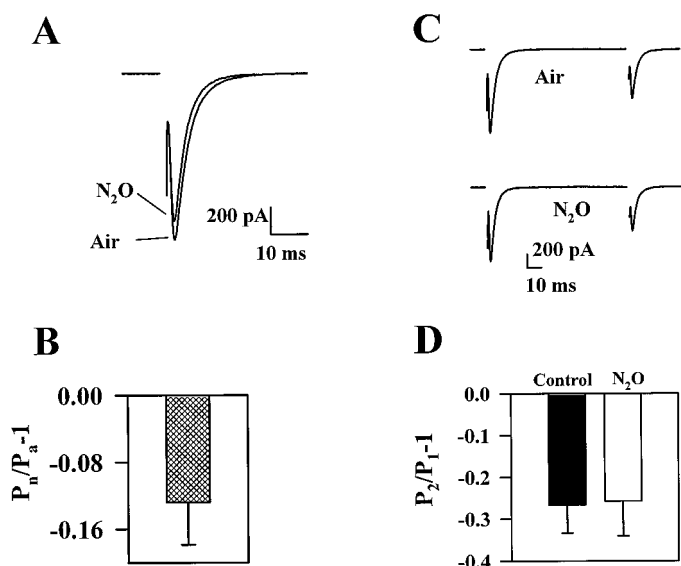 A
N₂O
Air
200 pA
10 ms
C
Air
N₂O
200 pA
10 ms
B
0.00
-0.08
-0.16
Pₙ/Pₐ-1
D
Control N₂O
0.0
-0.1
-0.2
-0.3
-0.4
P₂/P₁-1